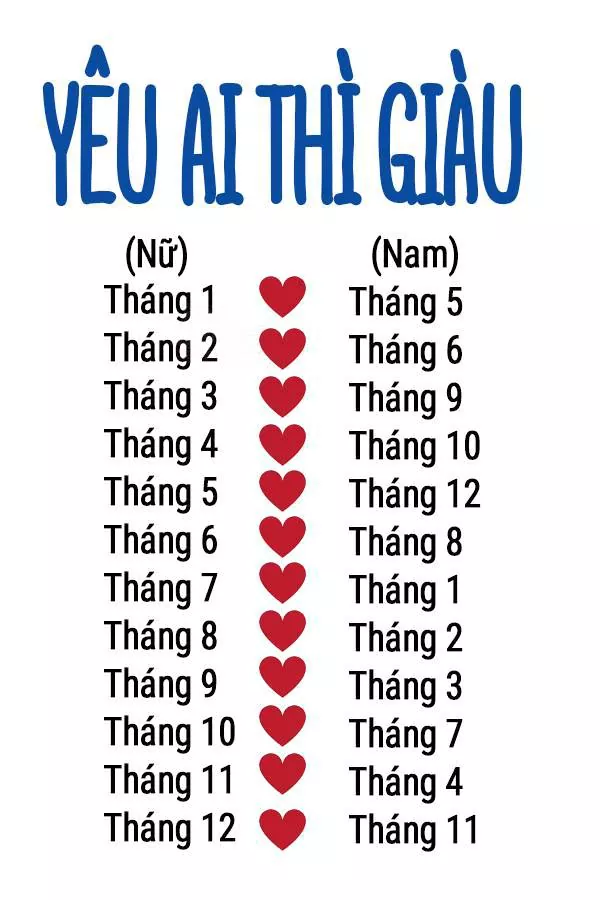 YÊU AI THÌ GIÀU
(Nữ) (Nam)
Tháng 1 Tháng 5
Tháng 2 Tháng 6
Tháng 3 Tháng 9
Tháng 4 Tháng 10
Tháng 5 Tháng 12
Tháng 6 Tháng 8
Tháng 7 Tháng 1
Tháng 8 Tháng 2
Tháng 9 Tháng 3
Tháng 10 Tháng 7
Tháng 11 Tháng 4
Tháng 12 Tháng 11